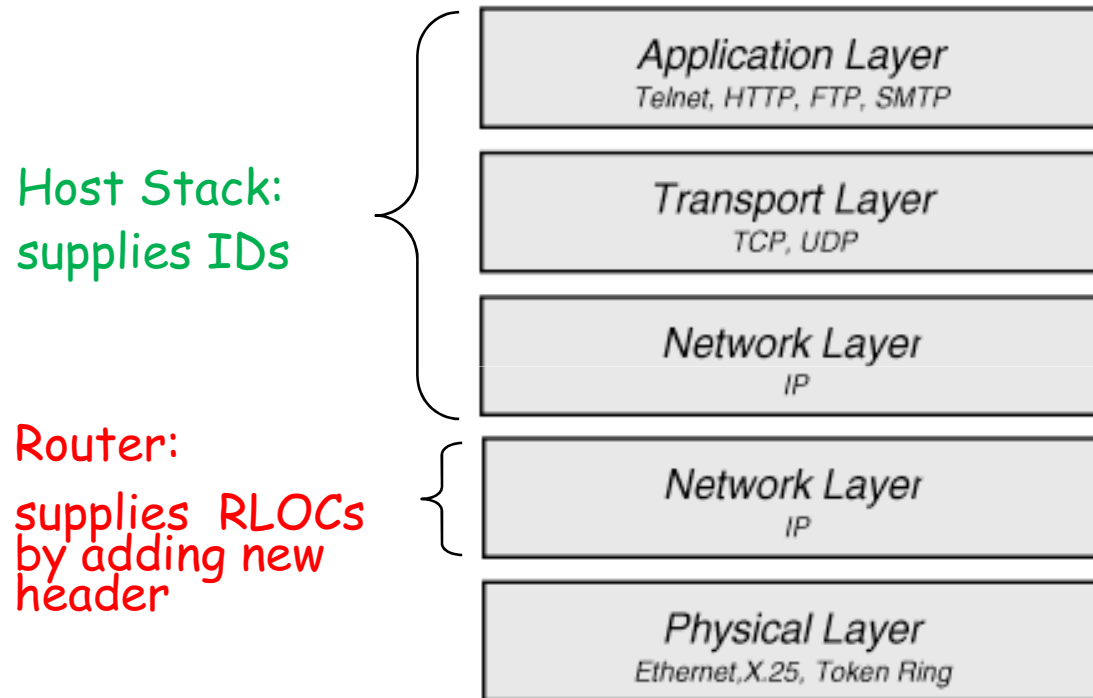 Application Layer
Telnet, HTTP, FTP, SMTP
Host Stack:
supplies IDs
Transport Layer
TCP, UDP
Network Layer
IP
Router:
supplies RLOCs
by adding new
header
Network Layer
IP
Physical Layer
Ethernet,X.25, Token Ring